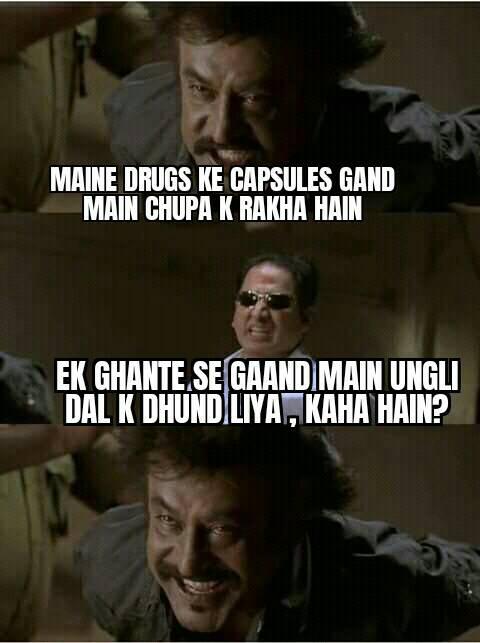 MAINE DRUGS KE CAPSULES GAND
MAIN CHUPA K RAKHA HAIN
EK GHANTE SE GAAND MAIN UNGLI
DAL K DHUND LIYA , KAHA HAIN?